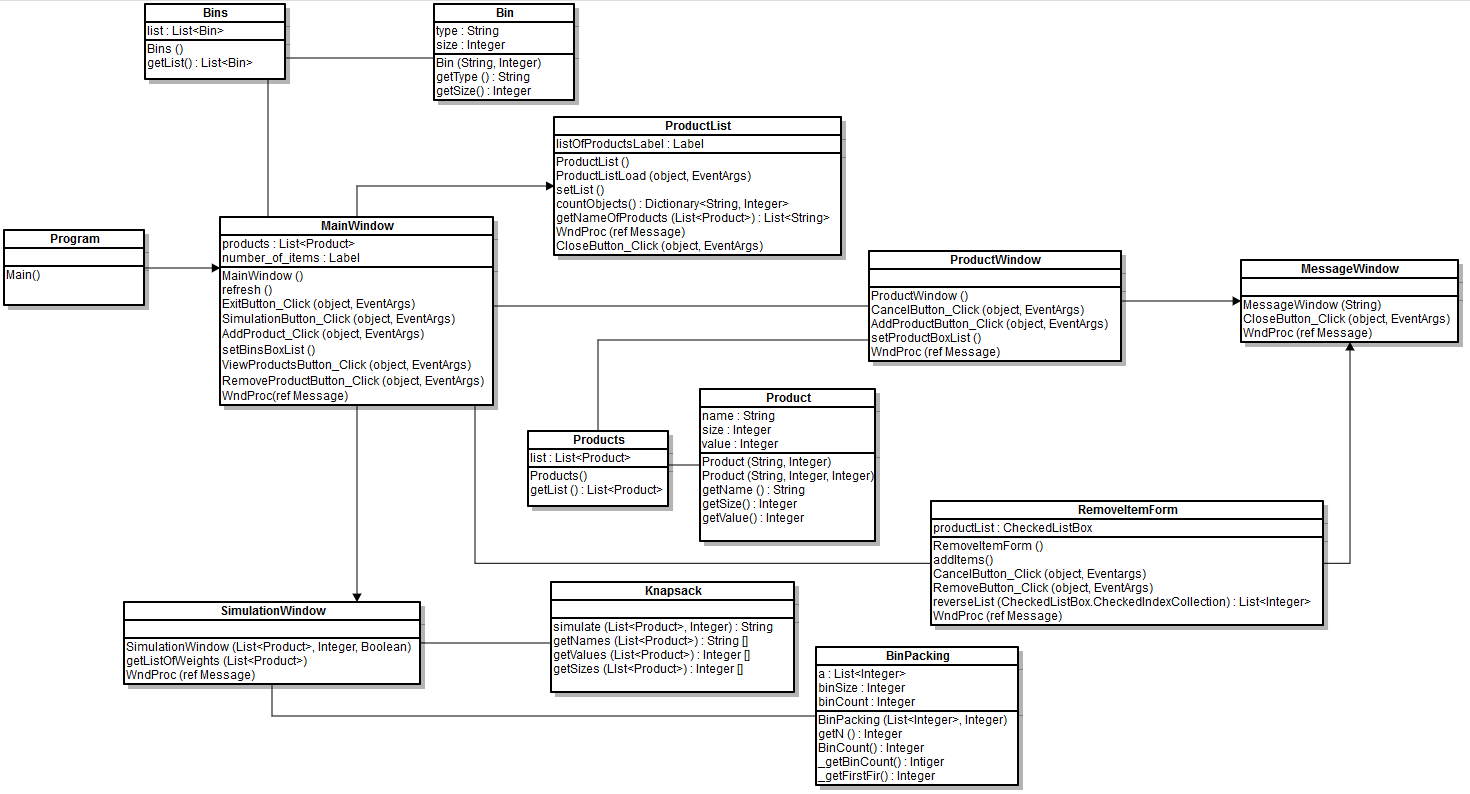 Bins
list : List<Bin>
Bins ()
getList() : List<Bin>
Bin
type : String
size : Integer
Bin (String, Integer)
getType () : String
getSize() : Integer
ProductList
listOfProductsLabel : Label
ProductList ()
ProductListLoad (object, EventArgs)
setList ()
countObjects() : Dictionary<String, Integer>
getNameOfProducts (List<Product>) : List<String>
WndProc (ref Message)
CloseButton_Click (object, EventArgs)
Program
Main()
MainWindow
products : List<Product>
number_of_items : Label
MainWindow ()
refresh ()
ExitButton_Click (object, EventArgs)
SimulationButton_Click (object, EventArgs)
AddProduct_Click (object, EventArgs)
setBinsBoxList ()
ViewProductsButton_Click (object, EventArgs)
RemoveProductButton_Click (object, EventArgs)
WndProc(ref Message)
ProductWindow
ProductWindow ()
CancelButton_Click (object, EventArgs)
AddProductButton_Click (object, EventArgs)
setProductBoxList ()
WndProc (ref Message)
MessageWindow
MessageWindow (String)
CloseButton_Click (object, EventArgs)
WndProc (ref Message)
Products
list : List<Product>
Products()
getList () : List<Product>
Product
name : String
size : Integer
value : Integer
Product (String, Integer)
Product (String, Integer, Integer)
getName () : String
getSize() : Integer
getValue() : Integer
RemoveItemForm
productList : CheckedListBox
RemoveItemForm ()
addItems()
CancelButton_Click (object, Eventargs)
RemoveButton_Click (object, EventArgs)
reverseList (CheckedListBox.CheckedIndexCollection) : List<Integer>
WndProc (ref Message)
SimulationWindow
SimulationWindow (List<Product>, Integer, Boolean)
getListOfWeights (List<Product>)
WndProc (ref Message)
Knapsack
simulate (List<Product>, Integer) : String
getNames (List<Product>) : String []
getValues (List<Product>) : Integer []
getSizes (LIst<Product>) : Integer []
BinPacking
a : List<Integer>
binSize : Integer
binCount : Integer
BinPacking (List<Integer>, Integer)
getN () : Integer
BinCount() : Integer
_getBinCount() : Intiger
_getFirstFir() : Integer